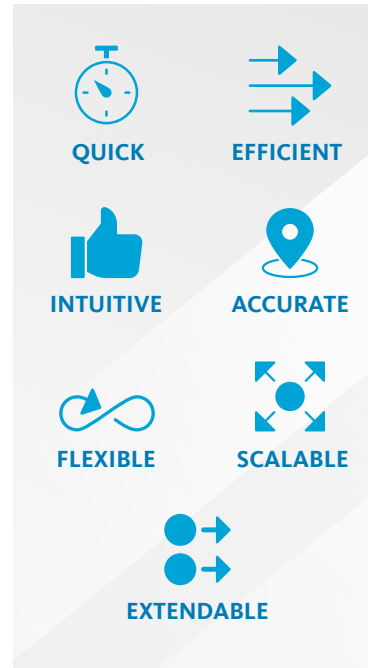 QUICK
EFFICIENT
INTUITIVE
ACCURATE
FLEXIBLE
SCALABLE
EXTENDABLE